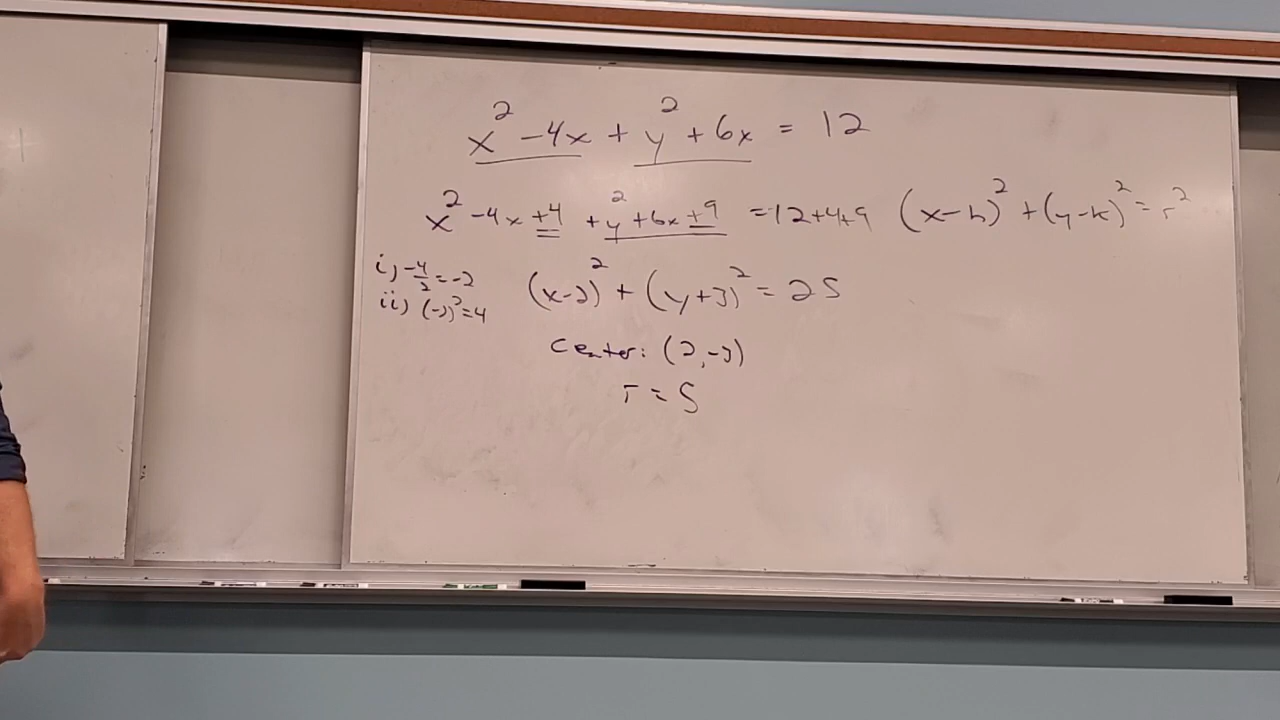 x² -4x + y² + 6x = 12
x² -4x +4 + y² +6x +9 = 12+4+9 (x-h)² + (y-k)² = r²
i) -4/2 = -2
ii) (-2)² = 4
(x-2)² + (y+3)² = 25
Center: (2,-3)
r = 5